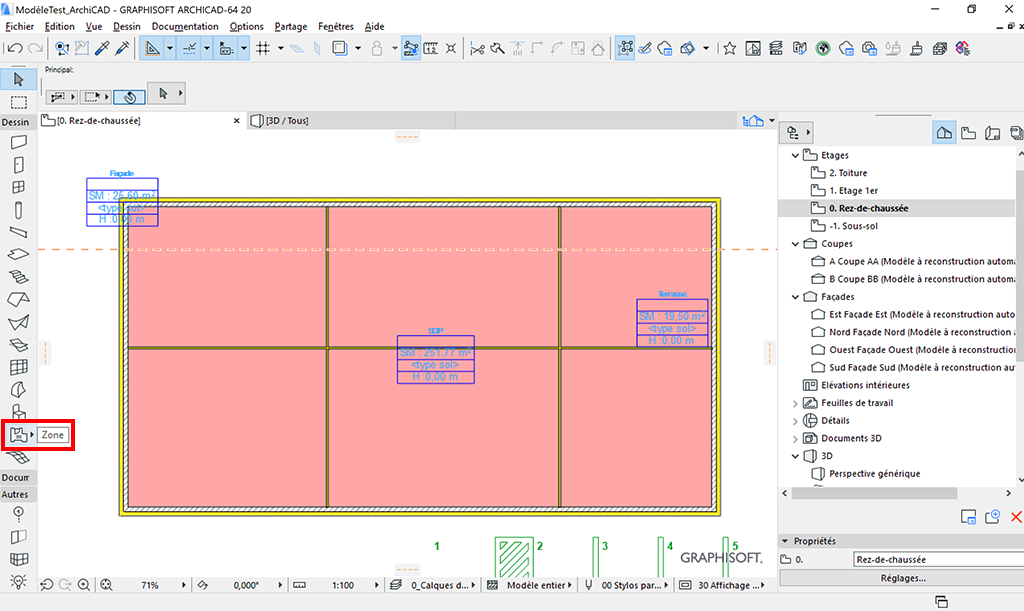 ModèleTest_ArchiCAD - GRAPHISOFT ARCHICAD-64 20
Fichier Edition Vue Dessin Documentation Options Partage Fenêtres Aide
Principal:
[0. Rez-de-chaussée]
[3D / Tous]
Dessin
Zone
Docum
Autres
Façade
SM : 25,60 m²
<type sol>
H :0,00 m
SDP
SM : 251,77 m²
<type sol>
H :0,00 m
Terrasse
SM : 19,50 m²
<type sol>
H :0,00 m
1 2 3 4 5
GRAPHISOFT.
Etages
2. Toiture
1. Etage 1er
0. Rez-de-chaussée
-1. Sous-sol
Coupes
A Coupe AA (Modèle à reconstruction automa
B Coupe BB (Modèle à reconstruction automa
Façades
Est Façade Est (Modèle à reconstruction auto
Nord Façade Nord (Modèle à reconstruction
Ouest Façade Ouest (Modèle à reconstruction
Sud Façade Sud (Modèle à reconstruction au
Elévations intérieures
Feuilles de travail
Détails
Documents 3D
3D
Perspective générique
Propriétés
0. Rez-de-chaussée
Réglages...
71% 0,000° 1:100 0_Calques d... Modèle entier 00 Stylos par... 30 Affichage ...